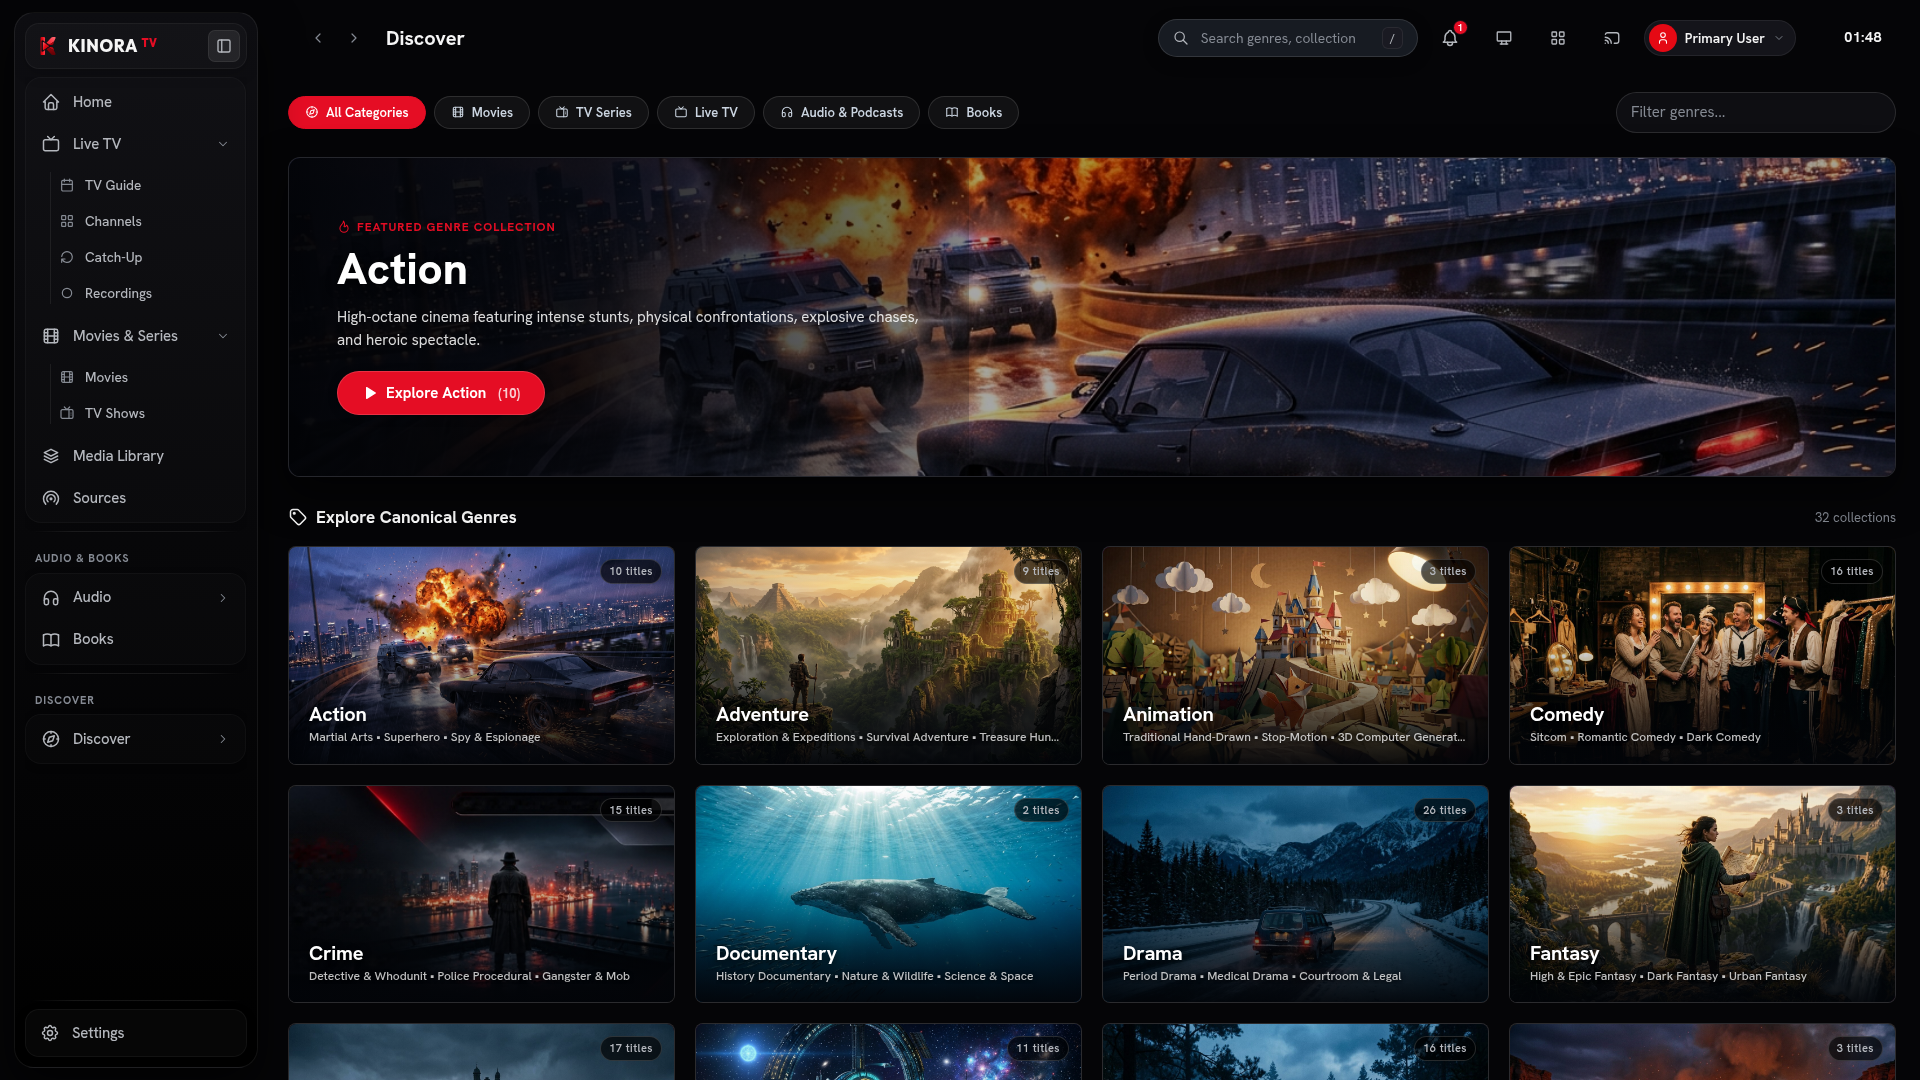 KINORA TV
Home
Live TV
TV Guide
Channels
Catch-Up
Recordings
Movies & Series
Movies
TV Shows
Media Library
Sources
AUDIO & BOOKS
Audio
Books
DISCOVER
Discover
Settings
Discover
Search genres, collection
/
1
Primary User
01:48
All Categories
Movies
TV Series
Live TV
Audio & Podcasts
Books
Filter genres...
FEATURED GENRE COLLECTION
Action
High-octane cinema featuring intense stunts, physical confrontations, explosive chases,
and heroic spectacle.
Explore Action (10)
Explore Canonical Genres
32 collections
10 titles
Action
Martial Arts • Superhero • Spy & Espionage
9 titles
Adventure
Exploration & Expeditions • Survival Adventure • Treasure Hun...
3 titles
Animation
Traditional Hand-Drawn • Stop-Motion • 3D Computer Generat...
16 titles
Comedy
Sitcom • Romantic Comedy • Dark Comedy
15 titles
Crime
Detective & Whodunit • Police Procedural • Gangster & Mob
2 titles
Documentary
History Documentary • Nature & Wildlife • Science & Space
26 titles
Drama
Period Drama • Medical Drama • Courtroom & Legal
3 titles
Fantasy
High & Epic Fantasy • Dark Fantasy • Urban Fantasy
17 titles
11 titles
16 titles
3 titles